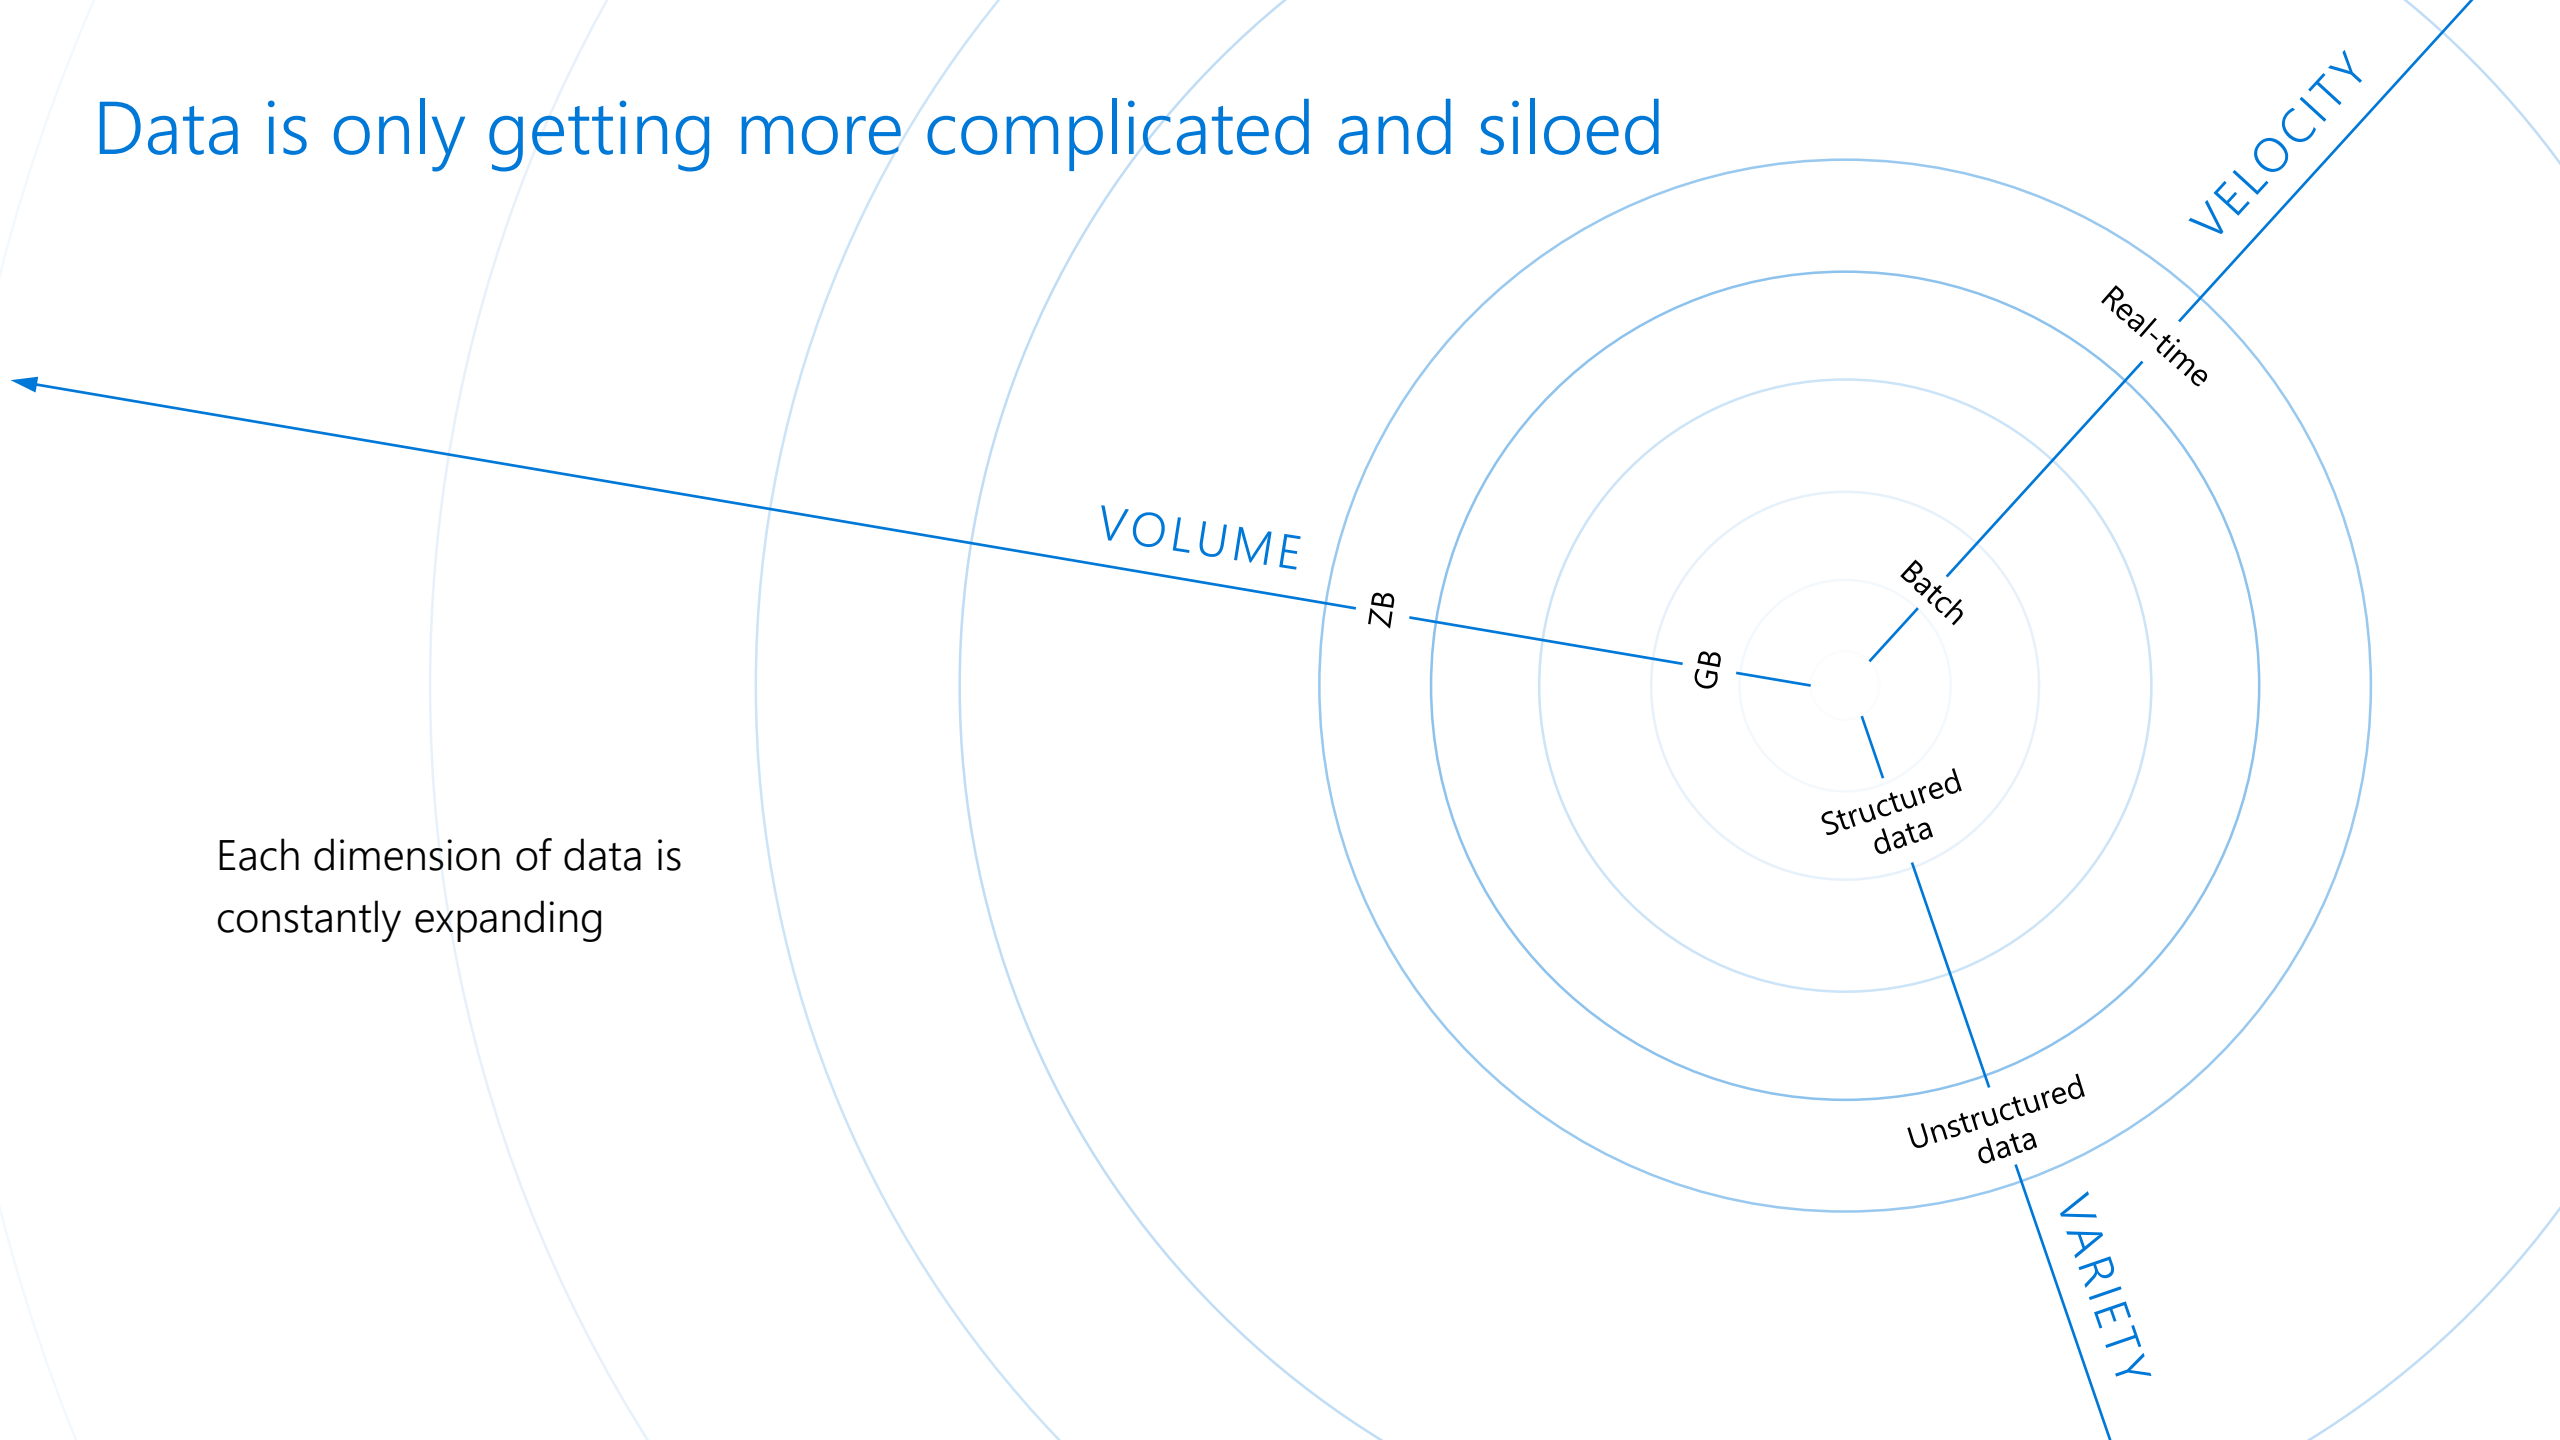 Data is only getting more complicated and siloed
VELOCITY
Real-time
Batch
VOLUME
ZB
GB
Structured
data
Unstructured
data
VARIETY
Each dimension of data is
constantly expanding